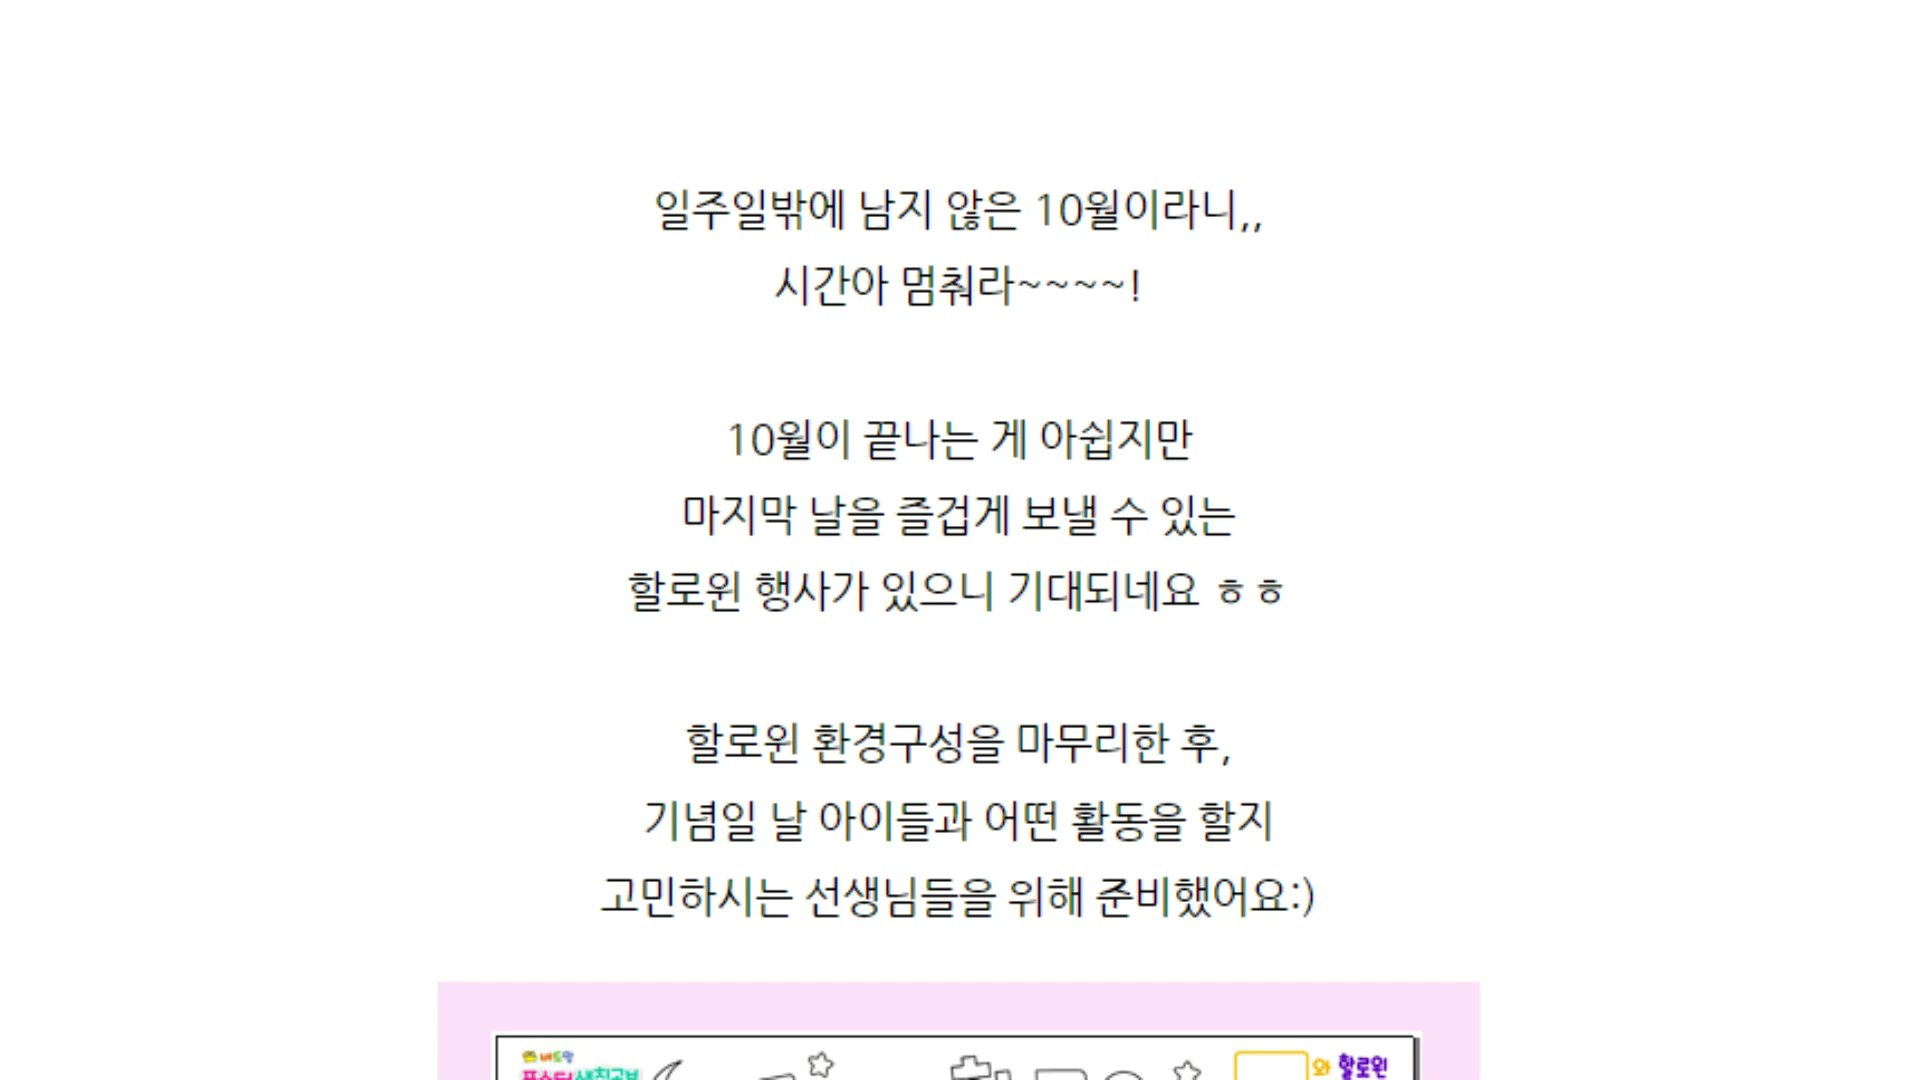 일주일밖에 남지 않은 10월이라니,,
시간아 멈춰라~~~~!
10월이 끝나는 게 아쉽지만
마지막 날을 즐겁게 보낼 수 있는
할로윈 행사가 있으니 기대되네요 ㅎㅎ
할로윈 환경구성을 마무리한 후,
기념일 날 아이들과 어떤 활동을 할지
고민하시는 선생님들을 위해 준비했어요:)
와 할로윈